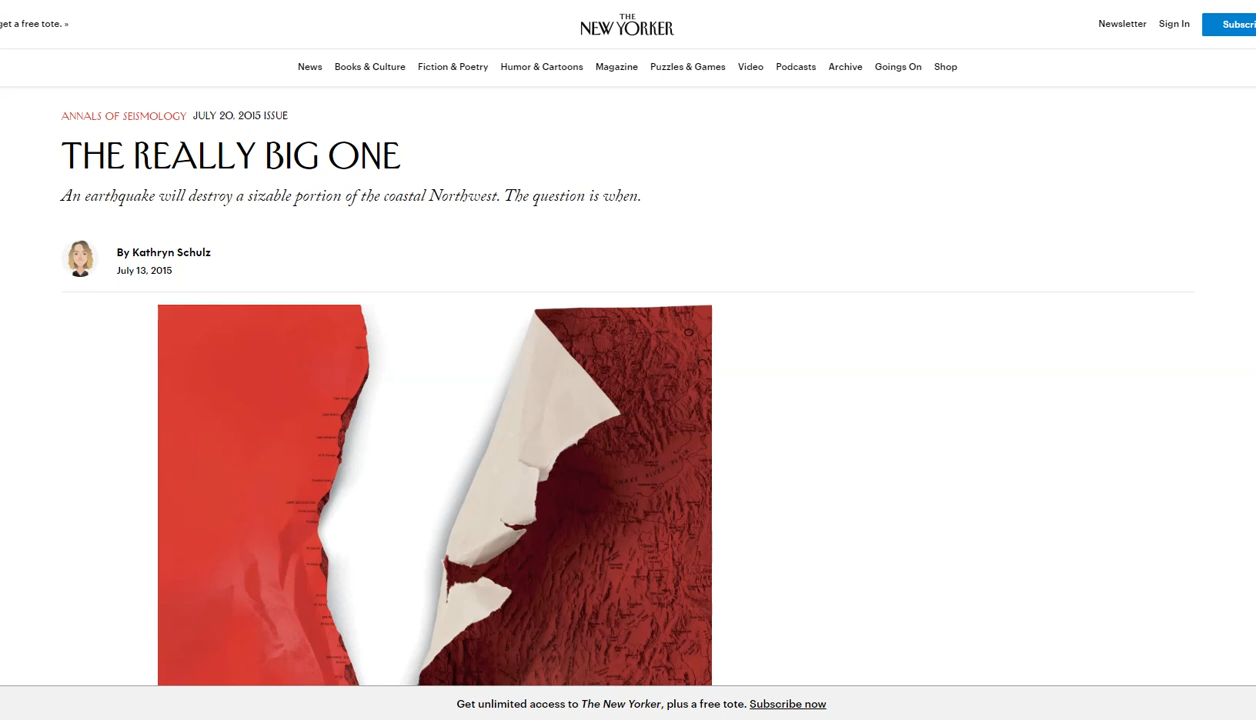 get a free tote. »
THE
NEW YORKER
Newsletter Sign In Subscri
News Books & Culture Fiction & Poetry Humor & Cartoons Magazine Puzzles & Games Video Podcasts Archive Goings On Shop
ANNALS OF SEISMOLOGY JULY 20, 2015 ISSUE
THE REALLY BIG ONE
An earthquake will destroy a sizable portion of the coastal Northwest. The question is when.
By Kathryn Schulz
July 13, 2015
Get unlimited access to The New Yorker, plus a free tote. Subscribe now